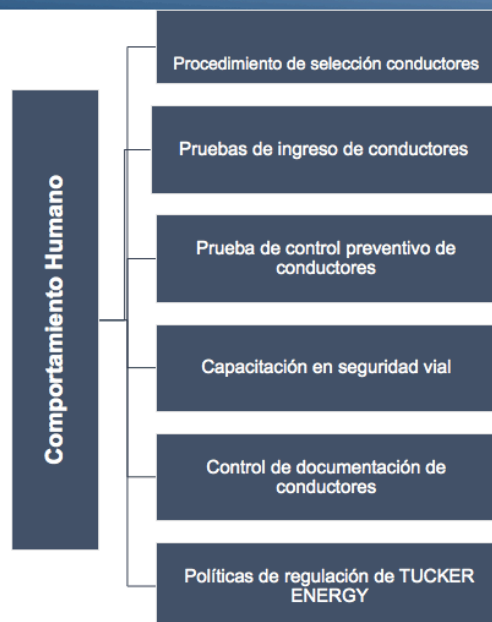 Comportamiento Humano
Procedimiento de selección conductores
Pruebas de ingreso de conductores
Prueba de control preventivo de
conductores
Capacitación en seguridad vial
Control de documentación de
conductores
Políticas de regulación de TUCKER
ENERGY